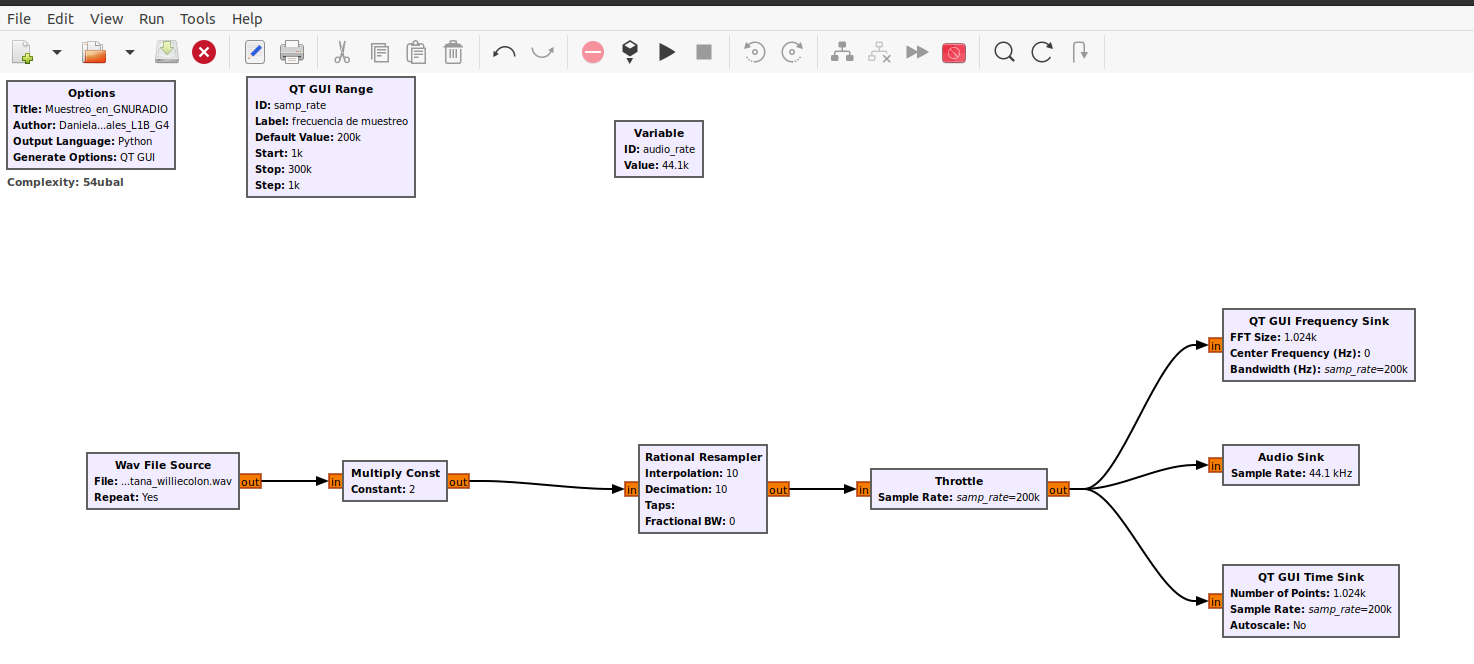 File Edit View Run Tools Help
Options
Title: Muestreo_en_GNURADIO
Author: Daniela...ales_L1B_G4
Output Language: Python
Generate Options: QT GUI
Complexity: 54ubal
QT GUI Range
ID: samp_rate
Label: frecuencia de muestreo
Default Value: 200k
Start: 1k
Stop: 300k
Step: 1k
Variable
ID: audio_rate
Value: 44.1k
Wav File Source
File: ...tana_williecolon.wav
Repeat: Yes
out
in
Multiply Const
Constant: 2
out
in
Rational Resampler
Interpolation: 10
Decimation: 10
Taps:
Fractional BW: 0
out
in
Throttle
Sample Rate: samp_rate=200k
out
in
QT GUI Frequency Sink
FFT Size: 1.024k
Center Frequency (Hz): 0
Bandwidth (Hz): samp_rate=200k
in
Audio Sink
Sample Rate: 44.1 kHz
in
QT GUI Time Sink
Number of Points: 1.024k
Sample Rate: samp_rate=200k
Autoscale: No